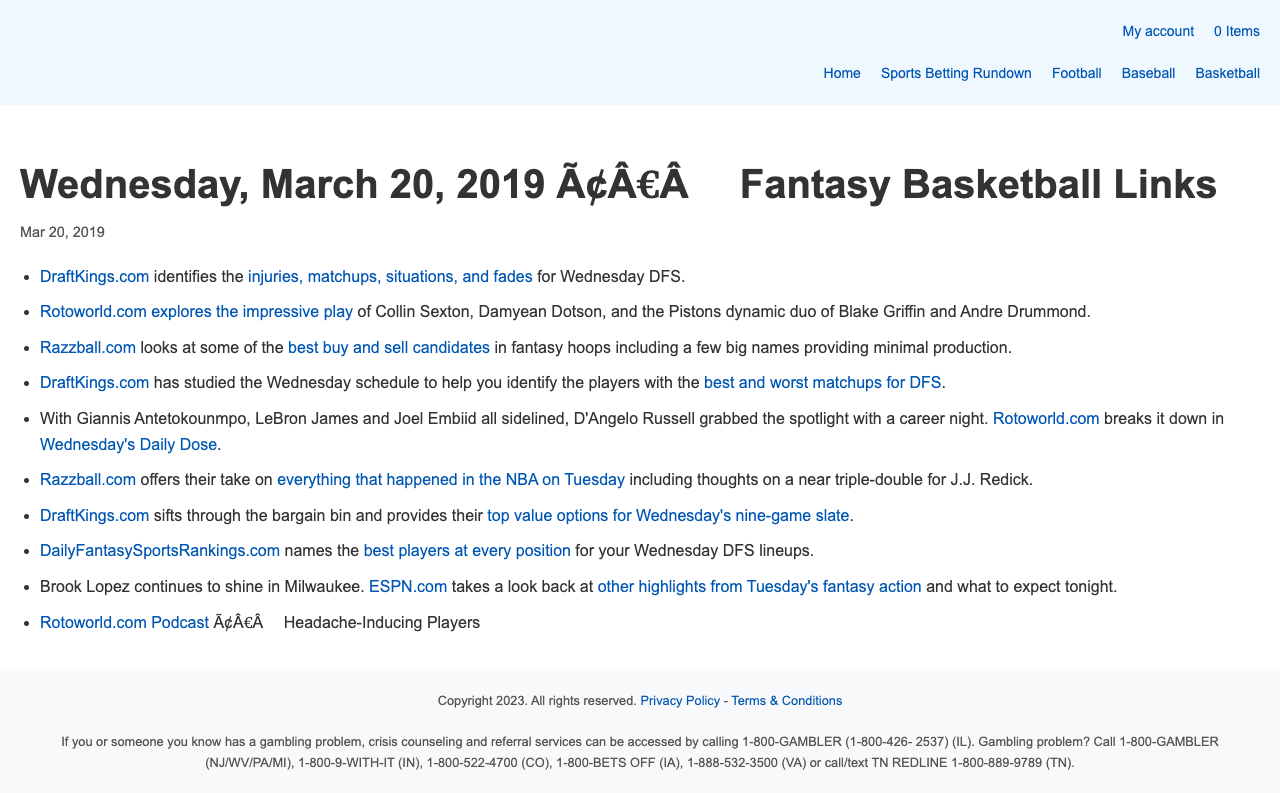 My account 0 Items
Home Sports Betting Rundown Football Baseball Basketball
Wednesday, March 20, 2019 Ã¢Â€Â Fantasy Basketball Links
Mar 20, 2019
• DraftKings.com identifies the injuries, matchups, situations, and fades for Wednesday DFS.
• Rotoworld.com explores the impressive play of Collin Sexton, Damyean Dotson, and the Pistons dynamic duo of Blake Griffin and Andre Drummond.
• Razzball.com looks at some of the best buy and sell candidates in fantasy hoops including a few big names providing minimal production.
• DraftKings.com has studied the Wednesday schedule to help you identify the players with the best and worst matchups for DFS.
• With Giannis Antetokounmpo, LeBron James and Joel Embiid all sidelined, D'Angelo Russell grabbed the spotlight with a career night. Rotoworld.com breaks it down in
Wednesday's Daily Dose.
• Razzball.com offers their take on everything that happened in the NBA on Tuesday including thoughts on a near triple-double for J.J. Redick.
• DraftKings.com sifts through the bargain bin and provides their top value options for Wednesday's nine-game slate.
• DailyFantasySportsRankings.com names the best players at every position for your Wednesday DFS lineups.
• Brook Lopez continues to shine in Milwaukee. ESPN.com takes a look back at other highlights from Tuesday's fantasy action and what to expect tonight.
• Rotoworld.com Podcast Ã¢Â€Â Headache-Inducing Players
Copyright 2023. All rights reserved. Privacy Policy - Terms & Conditions
If you or someone you know has a gambling problem, crisis counseling and referral services can be accessed by calling 1-800-GAMBLER (1-800-426- 2537) (IL). Gambling problem? Call 1-800-GAMBLER
(NJ/WV/PA/MI), 1-800-9-WITH-IT (IN), 1-800-522-4700 (CO), 1-800-BETS OFF (IA), 1-888-532-3500 (VA) or call/text TN REDLINE 1-800-889-9789 (TN).